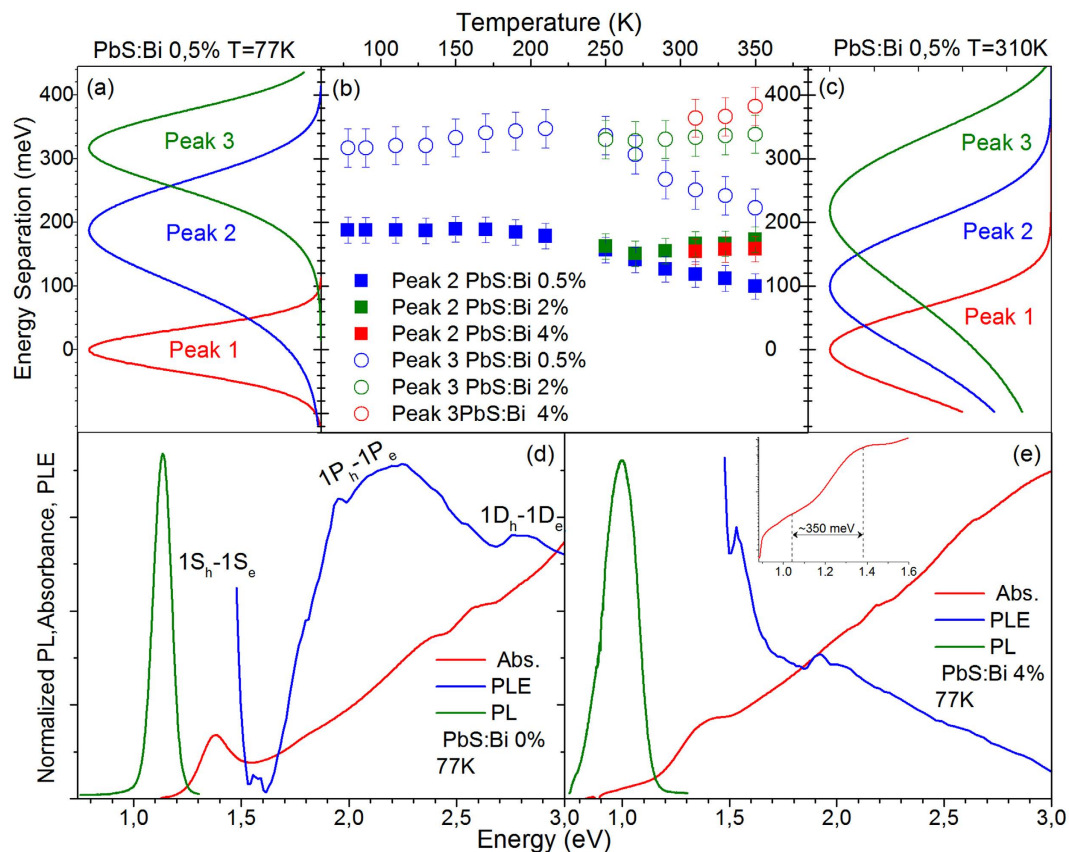 Temperature (K)
PbS:Bi 0,5% T=77K
100 150 200 250 300 350
PbS:Bi 0,5% T=310K
Energy Separation (meV)
400
300
200
100
0
(a)
Peak 3
Peak 2
Peak 1
(b)
Peak 2 PbS:Bi 0.5%
Peak 2 PbS:Bi 2%
Peak 2 PbS:Bi 4%
Peak 3 PbS:Bi 0.5%
Peak 3 PbS:Bi 2%
Peak 3PbS:Bi 4%
400
300
200
100
0
(c)
Peak 3
Peak 2
Peak 1
Normalized PL,Absorbance, PLE
(d)
1S_h-1S_e
1P_h-1P_e
1D_h-1D_e
Abs.
PLE
PL
PbS:Bi 0%
77K
1,0 1,5 2,0 2,5 3,0
(e)
~350 meV
1.0 1.2 1.4 1.6
Abs.
PLE
PL
PbS:Bi 4%
77K
1.0 1,5 2,0 2,5 3,0
Energy (eV)